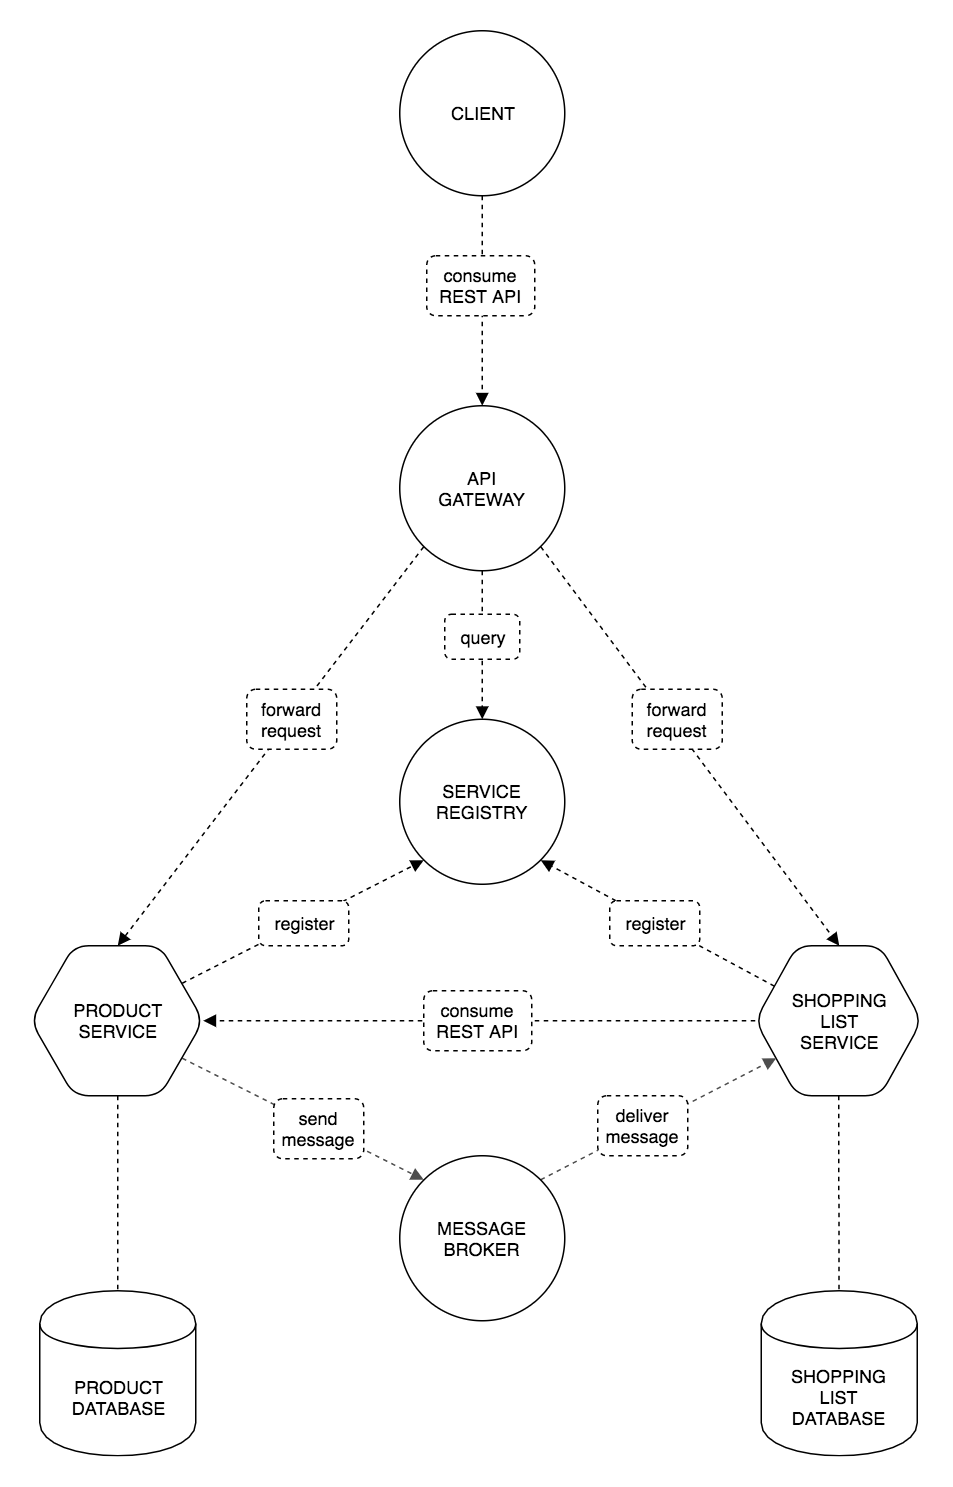 CLIENT
consume
REST API
API
GATEWAY
query
forward
request
forward
request
SERVICE
REGISTRY
register
register
PRODUCT
SERVICE
consume
REST API
SHOPPING
LIST
SERVICE
send
message
deliver
message
MESSAGE
BROKER
PRODUCT
DATABASE
SHOPPING
LIST
DATABASE